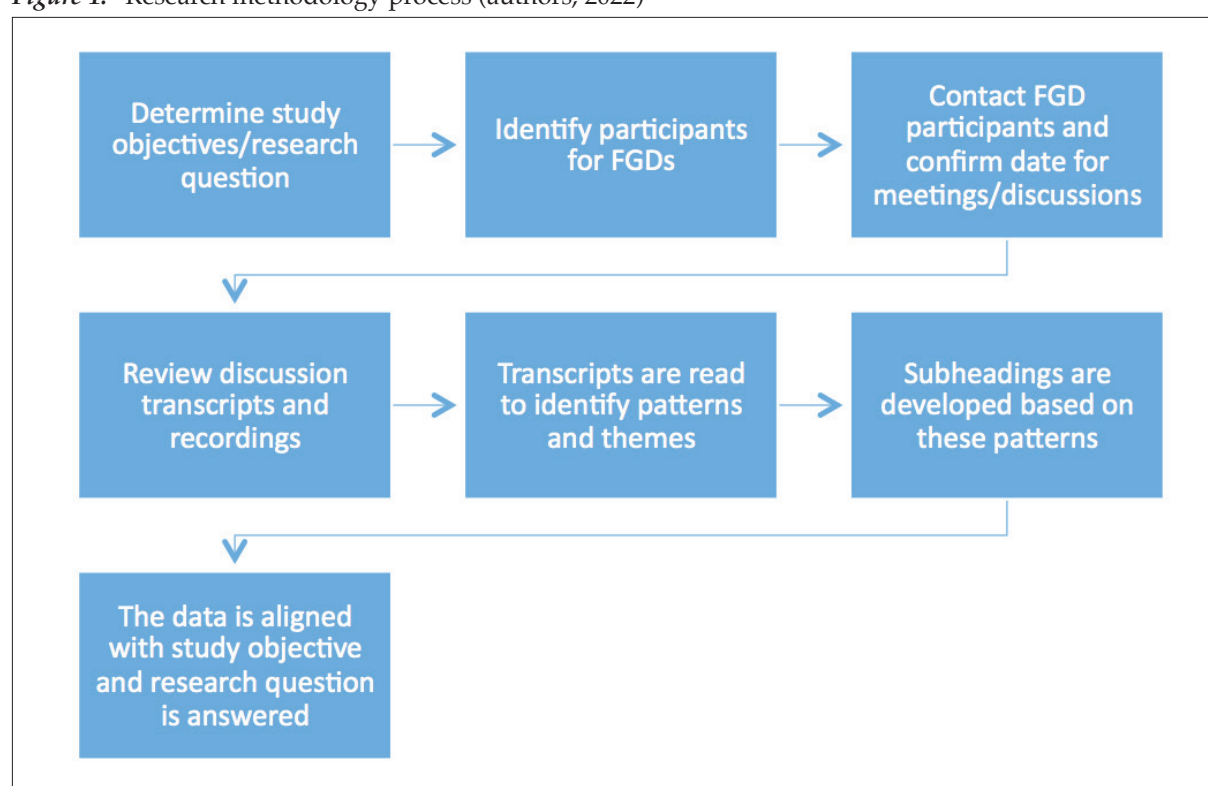 Figure 1. Research methodology process (authors, 2022)
Determine study
objectives/research
question
Identify participants
for FGDs
Contact FGD
participants and
confirm date for
meetings/discussions
Review discussion
transcripts and
recordings
Transcripts are read
to identify patterns
and themes
Subheadings are
developed based on
these patterns
The data is aligned
with study objective
and research question
is answered